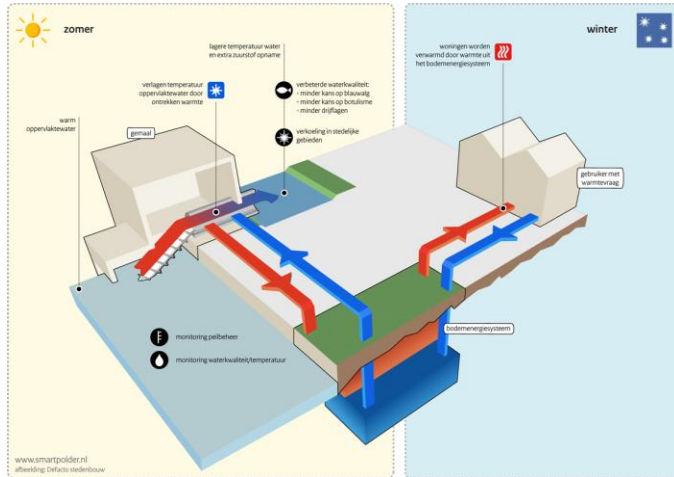 zomer
winter
lagere temperatuur water
en extra zuurstof opname
woningen worden
verwarmd door warmte uit
het bodemenergiesysteem
verlagen temperatuur
oppervlaktewater door
ontrekken warmte
verbeterde waterkwaliteit:
- minder kans op blauwalg
- minder kans op botulisme
- minder drijflagen
warm
oppervlaktewater
gemaal
verkoeling in stedelijke
gebieden
gebruiker met
warmtevraag
monitoring peilbeheer
monitoring waterkwaliteit/temperatuur
bodemenergiesysteem
www.smartpolder.nl
afbeelding: Defacto stedenbouw